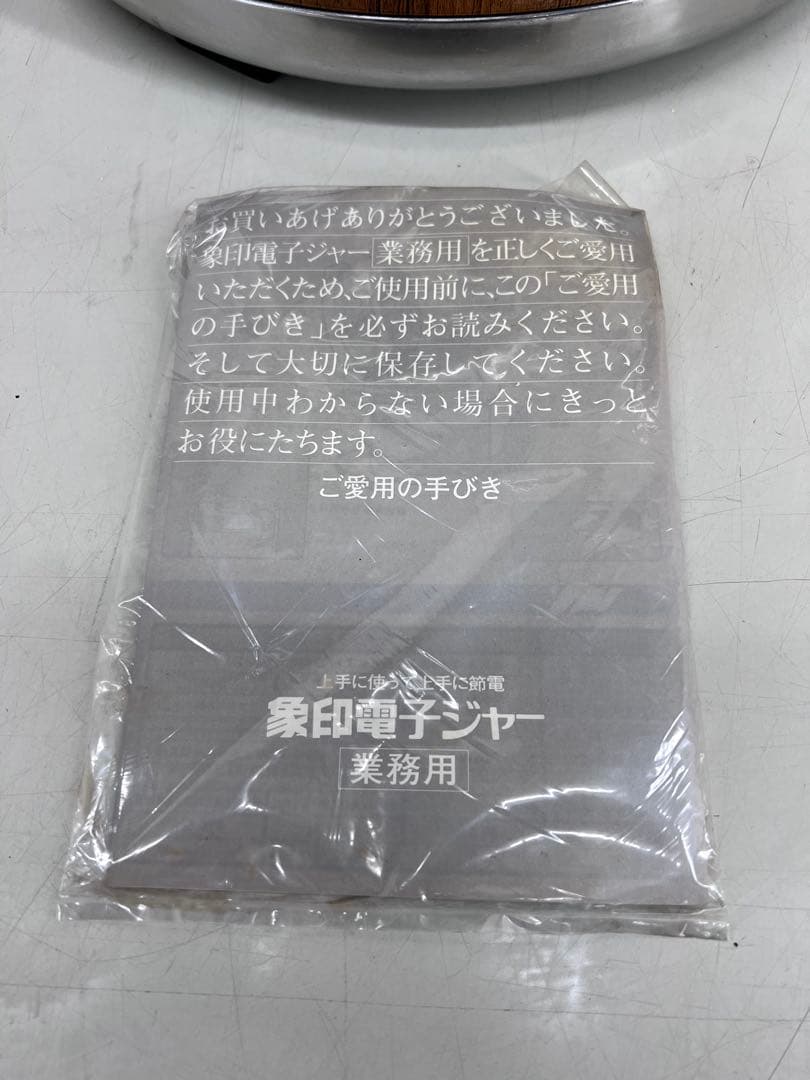 お買いあげありがとうございました。
象印電子ジャー業務用を正しくご愛用
いただくため、ご使用前に、この「ご愛用
の手びき」を必ずお読みください。
そして大切に保存してください。
使用中わからない場合にきっと
お役にたちます。
ご愛用の手びき
上手に使って上手に節電
象印電子ジャー
業務用